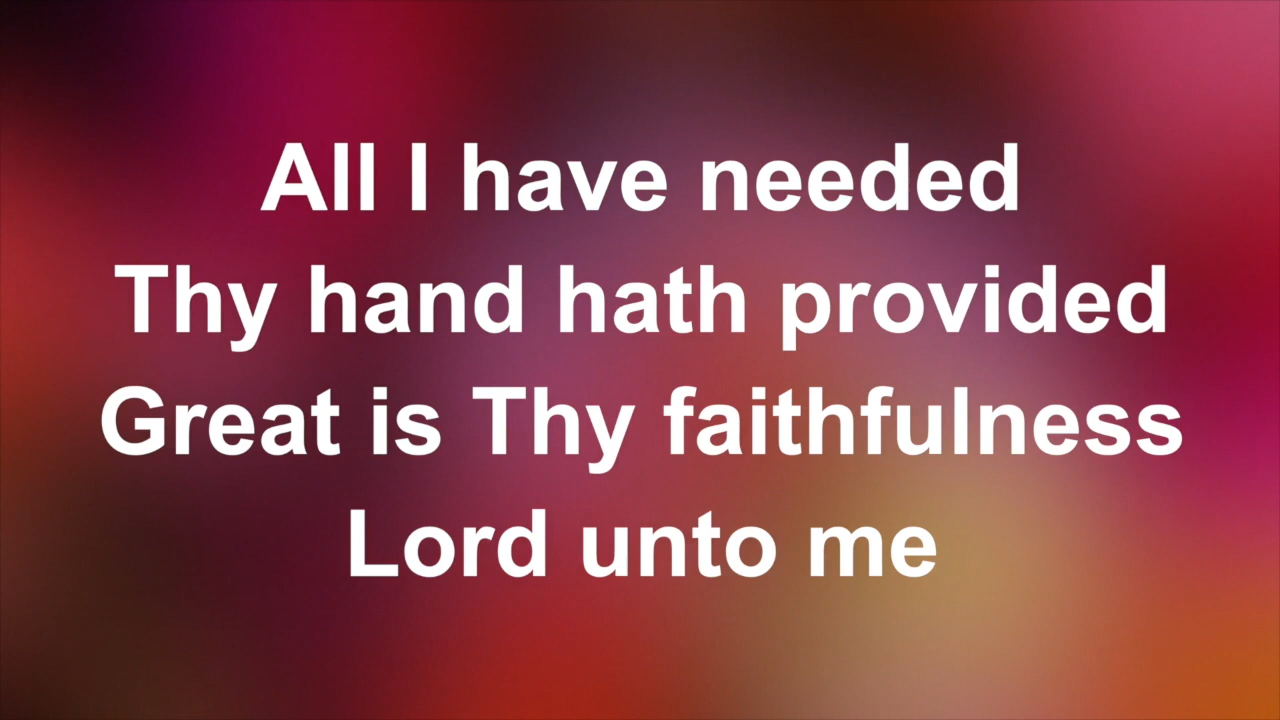 All I have needed
Thy hand hath provided
Great is Thy faithfulness
Lord unto me